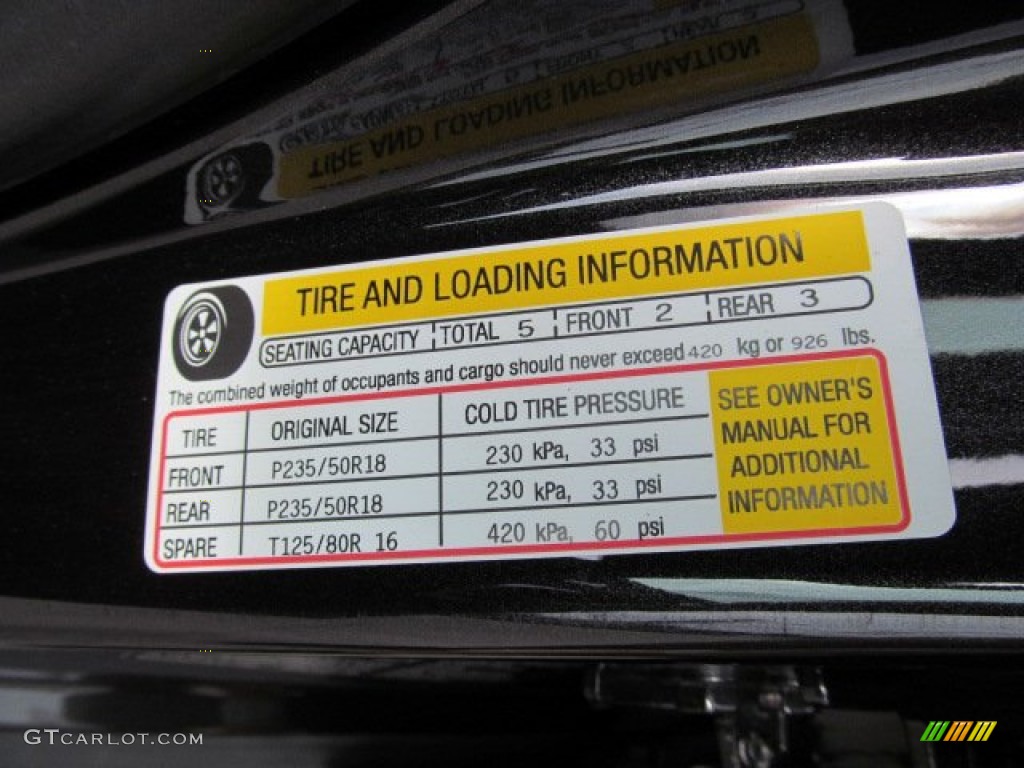 TIRE AND LOADING INFORMATION
TIRE AND LOADING INFORMATION
SEATING CAPACITY TOTAL 5 FRONT 2 REAR 3
The combined weight of occupants and cargo should never exceed 420 kg or 926 lbs.
TIRE ORIGINAL SIZE COLD TIRE PRESSURE
FRONT P235/50R18 230 kPa, 33 psi
REAR P235/50R18 230 kPa, 33 psi
SPARE T125/80R 16 420 kPa, 60 psi
SEE OWNER'S
MANUAL FOR
ADDITIONAL
INFORMATION
GTCARLOT.COM